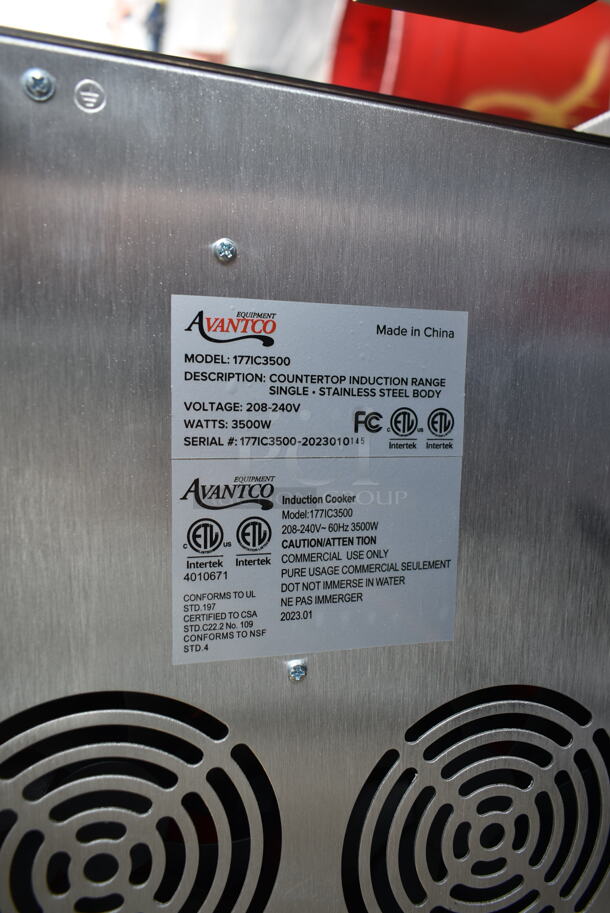 AVANTCO
EQUIPMENT
Made in China
MODEL: 177IC3500
DESCRIPTION: COUNTERTOP INDUCTION RANGE
SINGLE • STAINLESS STEEL BODY
VOLTAGE: 208-240V
WATTS: 3500W
SERIAL #: 177IC3500-2023010145
FC
c ETL us
Intertek
ETL
Intertek
AVANTCO
EQUIPMENT
c ETL us
Intertek
4010671
ETL
Intertek
CONFORMS TO UL
STD.197
CERTIFIED TO CSA
STD.C22.2 No. 109
CONFORMS TO NSF
STD.4
Induction Cooker
Model:177IC3500
208-240V~ 60Hz 3500W
CAUTION/ATTEN TION
COMMERCIAL USE ONLY
PURE USAGE COMMERCIAL SEULEMENT
DOT NOT IMMERSE IN WATER
NE PAS IMMERGER
2023.01